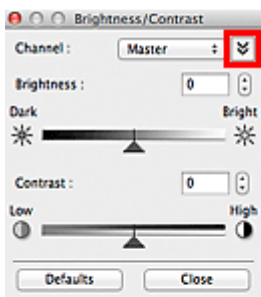 Brightness/Contrast
Channel : Master
Brightness : 0
Dark Bright
Contrast : 0
Low High
Defaults Close